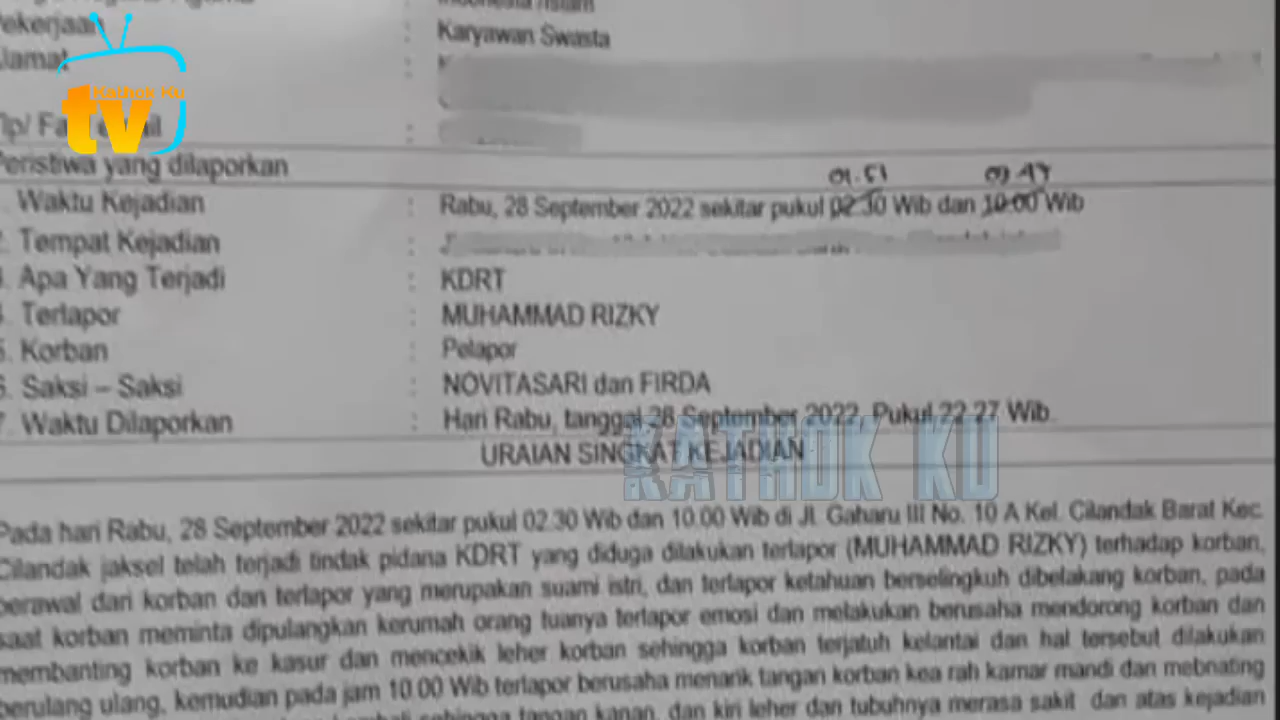 Indonesia /Islam
Pekerjaan : Karyawan Swasta
Alamat :
Kathok Ku
tv
Peristiwa yang dilaporkan
01.51
Waktu Kejadian : Rabu, 28 September 2022 sekitar pukul 02.30 Wib dan 10.00 Wib
2. Tempat Kejadian :
3. Apa Yang Terjadi : KDRT
4. Terlapor : MUHAMMAD RIZKY
5. Korban : Pelapor
6. Saksi – Saksi : NOVITASARI dan FIRDA
7. Waktu Dilaporkan : Hari Rabu, tanggal 28 September 2022, Pukul 22.27 Wib.
URAIAN SINGKAT KEJADIAN
KATHOK KU
Pada hari Rabu, 28 September 2022 sekitar pukul 02.30 Wib dan 10.00 Wib di Jl. Gaharu III No. 10 A Kel. Cilandak Barat Kec.
Cilandak jaksel telah terjadi tindak pidana KDRT yang diduga dilakukan terlapor (MUHAMMAD RIZKY) terhadap korban,
berawal dari korban dan terlapor yang merupakan suami istri, dan terlapor ketahuan berselingkuh dibelakang korban, pada
saat korban meminta dipulangkan kerumah orang tuanya terlapor emosi dan melakukan berusaha mendorong korban dan
membanting korban ke kasur dan mencekik leher korban sehingga korban terjatuh kelantai dan hal tersebut dilakukan
berulang ulang, kemudian pada jam 10.00 Wib terlapor berusaha menarik tangan korban kea rah kamar mandi dan mebnating
sehingga tangan kanan, dan kiri leher dan tubuhnya merasa sakit dan atas kejadian